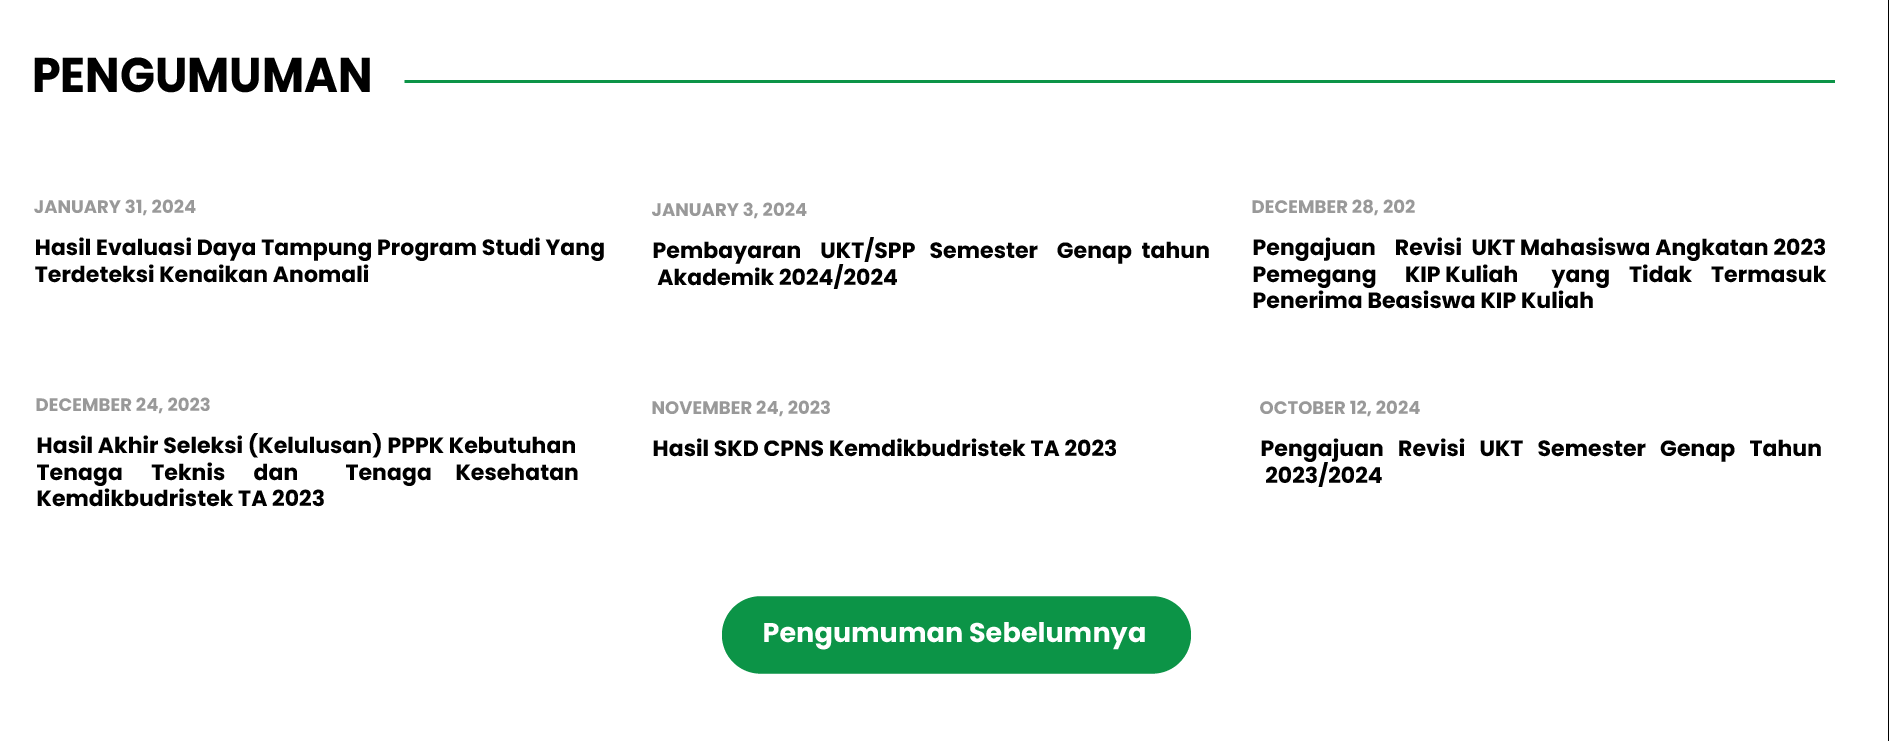 PENGUMUMAN
JANUARY 31, 2024
Hasil Evaluasi Daya Tampung Program Studi Yang
Terdeteksi Kenaikan Anomali
JANUARY 3, 2024
Pembayaran UKT/SPP Semester Genap tahun
Akademik 2024/2024
DECEMBER 28, 202
Pengajuan Revisi UKT Mahasiswa Angkatan 2023
Pemegang KIP Kuliah yang Tidak Termasuk
Penerima Beasiswa KIP Kuliah
DECEMBER 24, 2023
Hasil Akhir Seleksi (Kelulusan) PPPK Kebutuhan
Tenaga Teknis dan Tenaga Kesehatan
Kemdikbudristek TA 2023
NOVEMBER 24, 2023
Hasil SKD CPNS Kemdikbudristek TA 2023
OCTOBER 12, 2024
Pengajuan Revisi UKT Semester Genap Tahun
2023/2024
Pengumuman Sebelumnya